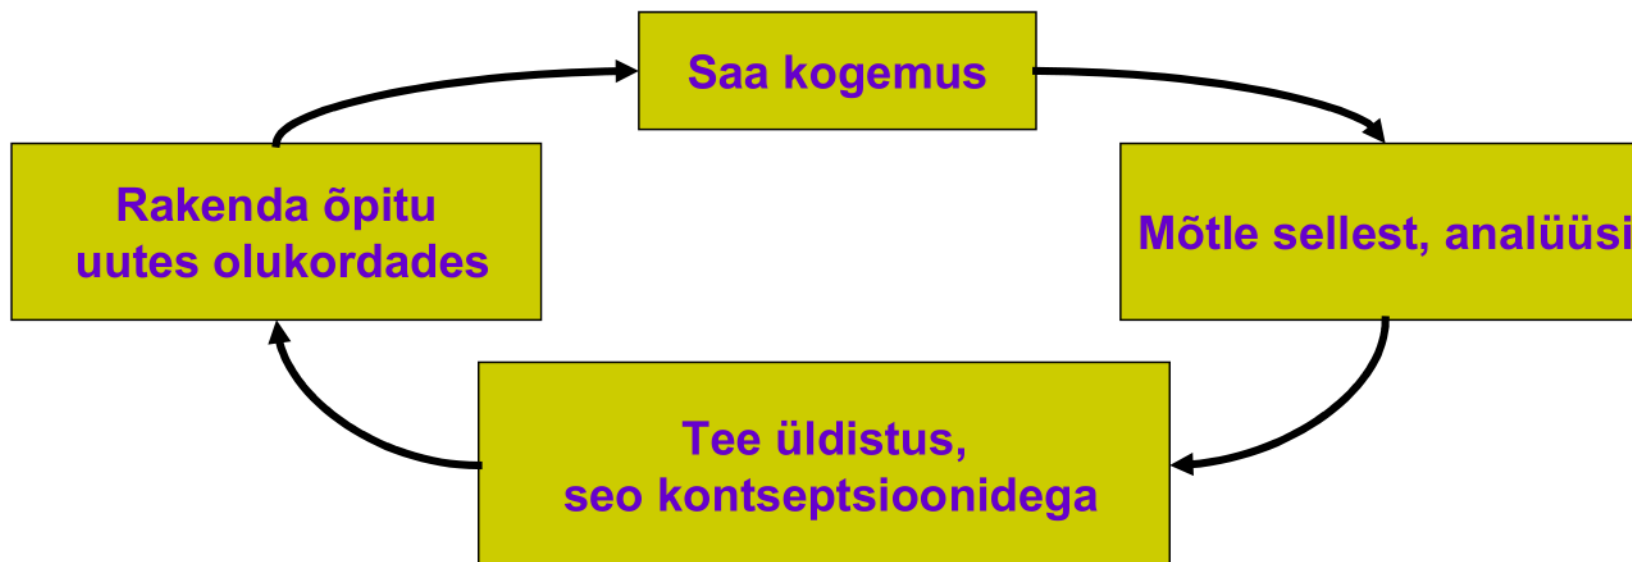 Saa kogemus
Rakenda õpitu
uutes olukordades
Mõtle sellest, analüüsi
Tee üldistus,
seo kontseptsioonidega